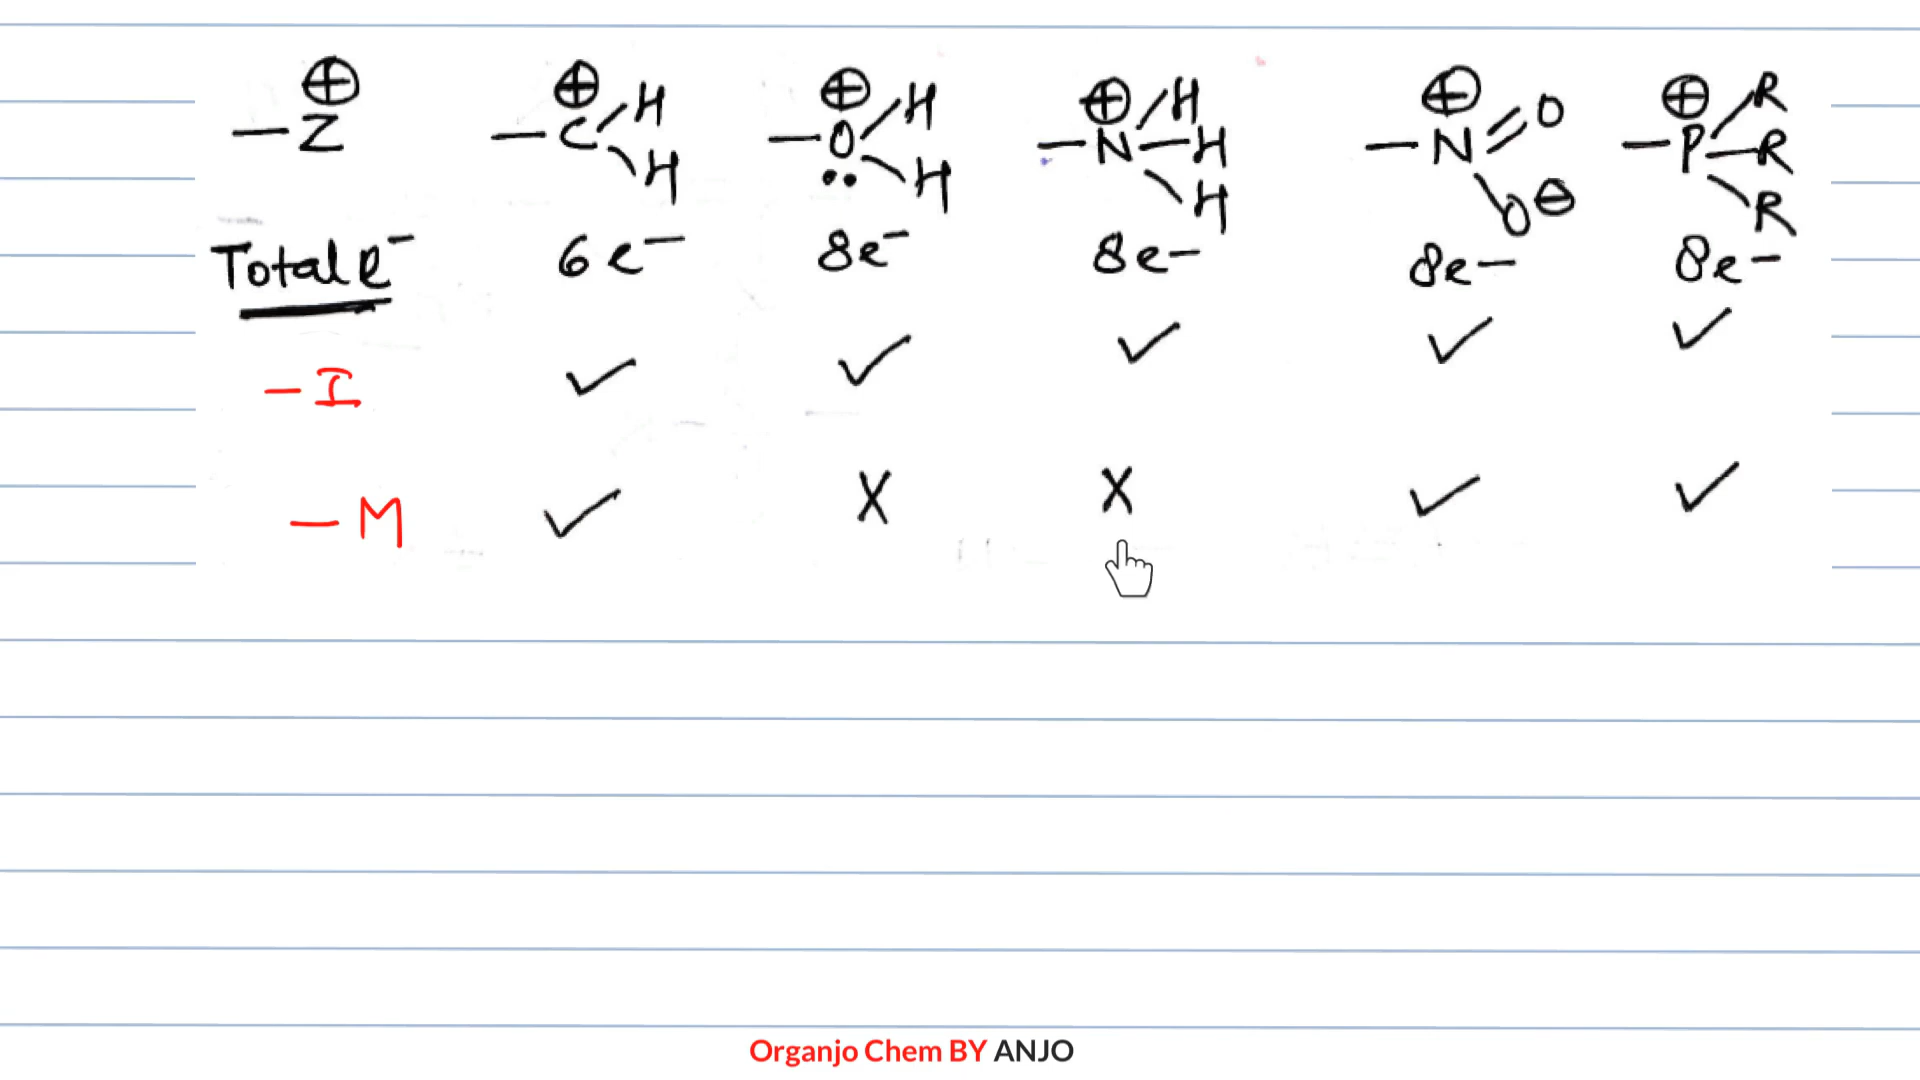 –Z⊕ –C⊕(/H \H) –O⊕••(/H \H) –N⊕(/H –H \H) –N⊕(=O \O⊖) –P⊕(/R –R \R)
Total e⁻ 6e⁻ 8e⁻ 8e– 8e– 8e–
–I ✓ ✓ ✓ ✓ ✓
–M ✓ X X ✓ ✓
Organjo Chem BY ANJO